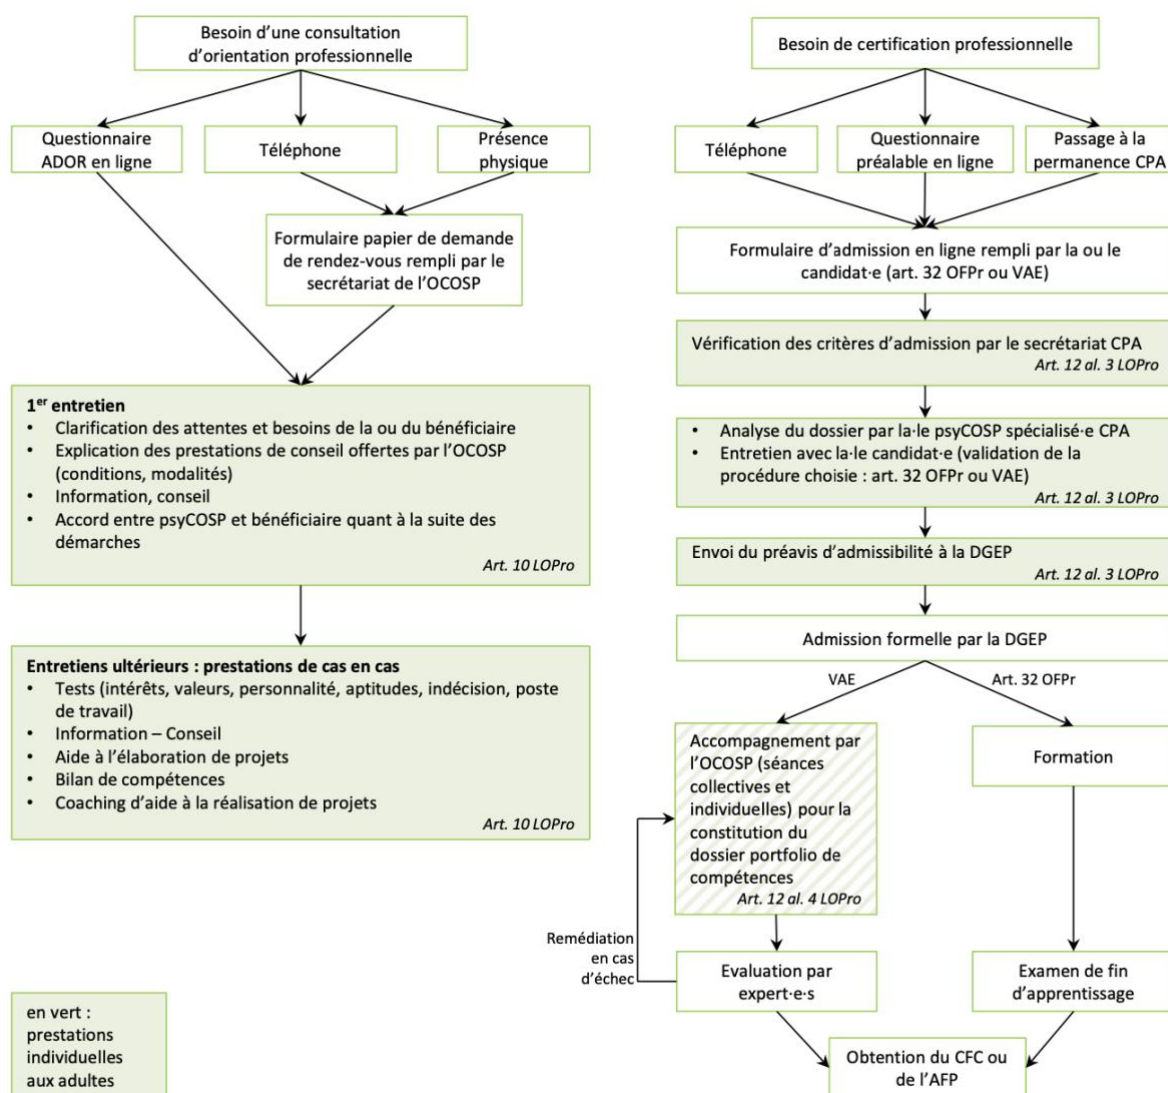 Besoin d'une consultation
d'orientation professionnelle
Questionnaire
ADOR en ligne
Téléphone
Présence
physique
Formulaire papier de demande
de rendez-vous rempli par le
secrétariat de l'OCOSP
1er entretien
• Clarification des attentes et besoins de la ou du bénéficiaire
• Explication des prestations de conseil offertes par l'OCOSP
(conditions, modalités)
• Information, conseil
• Accord entre psyCOSP et bénéficiaire quant à la suite des
démarches
Art. 10 LOPro
Entretiens ultérieurs : prestations de cas en cas
• Tests (intérêts, valeurs, personnalité, aptitudes, indécision, poste
de travail)
• Information – Conseil
• Aide à l'élaboration de projets
• Bilan de compétences
• Coaching d'aide à la réalisation de projets
Art. 10 LOPro
en vert :
prestations
individuelles
aux adultes
Besoin de certification professionnelle
Téléphone
Questionnaire
préalable en ligne
Passage à la
permanence CPA
Formulaire d'admission en ligne rempli par la ou le
candidat·e (art. 32 OFPr ou VAE)
Vérification des critères d'admission par le secrétariat CPA
Art. 12 al. 3 LOPro
• Analyse du dossier par la·le psyCOSP spécialisé·e CPA
• Entretien avec la·le candidat·e (validation de la
procédure choisie : art. 32 OFPr ou VAE)
Art. 12 al. 3 LOPro
Envoi du préavis d'admissibilité à la DGEP
Art. 12 al. 3 LOPro
Admission formelle par la DGEP
VAE
Art. 32 OFPr
Accompagnement par
l'OCOSP (séances
collectives et
individuelles) pour la
constitution du
dossier portfolio de
compétences
Art. 12 al. 4 LOPro
Formation
Remédiation
en cas
d'échec
Evaluation par
expert·e·s
Examen de fin
d'apprentissage
Obtention du CFC ou
de l'AFP